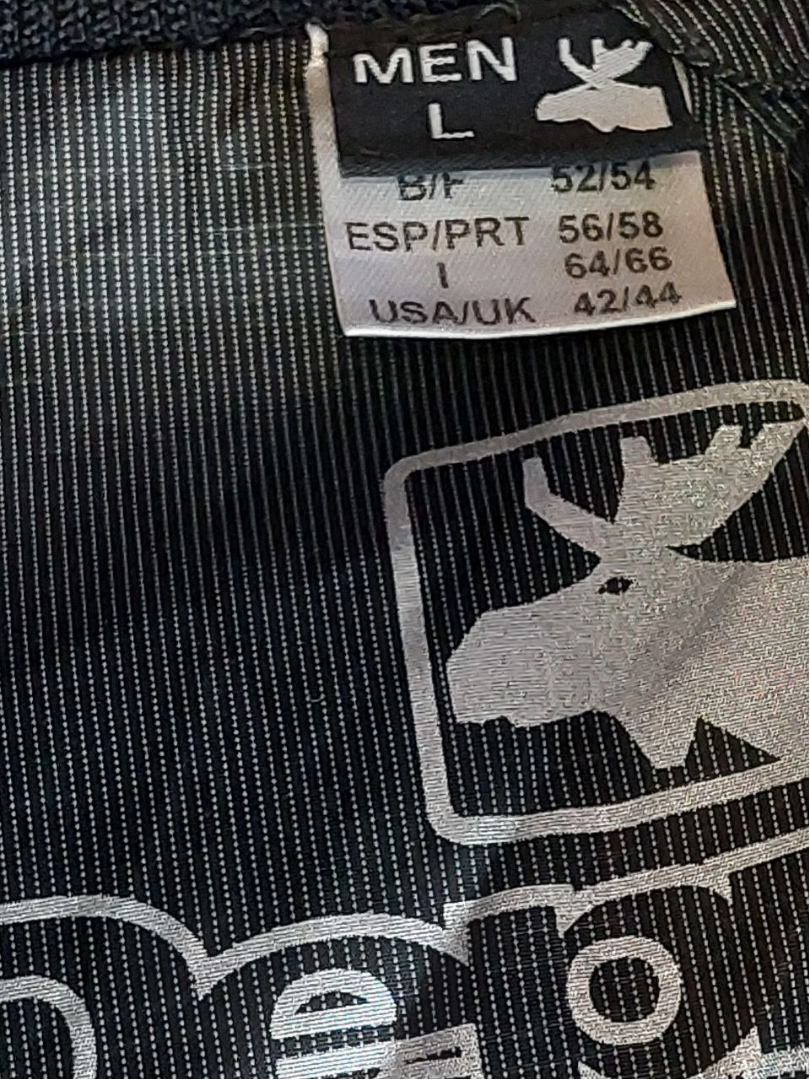 MEN
L
B/F 52/54
ESP/PRT 56/58
I 64/66
USA/UK 42/44